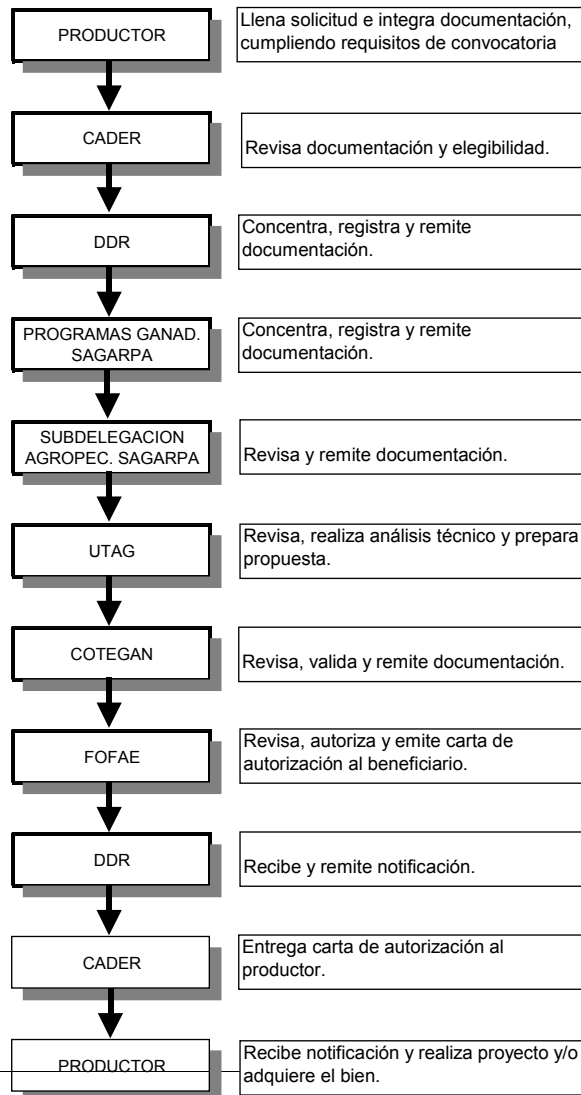 PRODUCTOR
Llena solicitud e integra documentación,
cumpliendo requisitos de convocatoria
CADER
Revisa documentación y elegibilidad.
DDR
Concentra, registra y remite
documentación.
PROGRAMAS GANAD.
SAGARPA
Concentra, registra y remite
documentación.
SUBDELEGACION
AGROPEC. SAGARPA
Revisa y remite documentación.
UTAG
Revisa, realiza análisis técnico y prepara
propuesta.
COTEGAN
Revisa, valida y remite documentación.
FOFAE
Revisa, autoriza y emite carta de
autorización al beneficiario.
DDR
Recibe y remite notificación.
CADER
Entrega carta de autorización al
productor.
PRODUCTOR
Recibe notificación y realiza proyecto y/o
adquiere el bien.